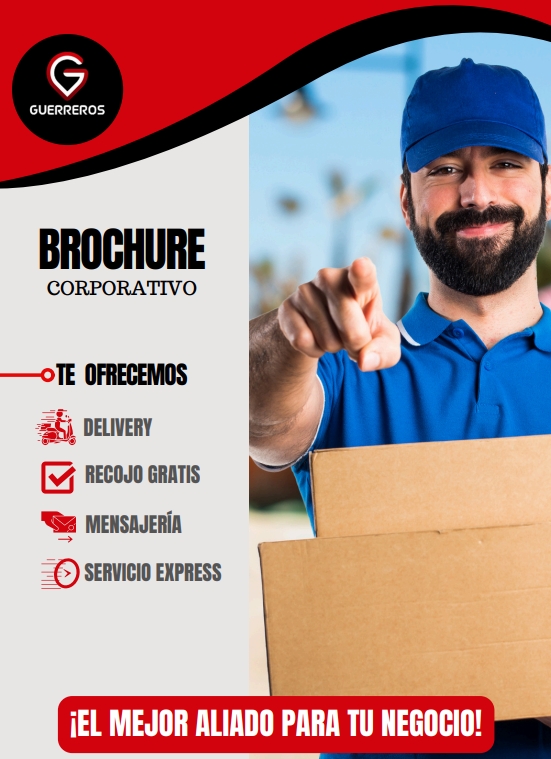 GUERREROS
BROCHURE
CORPORATIVO
TE OFRECEMOS
DELIVERY
RECOJO GRATIS
MENSAJERÍA
SERVICIO EXPRESS
¡EL MEJOR ALIADO PARA TU NEGOCIO!